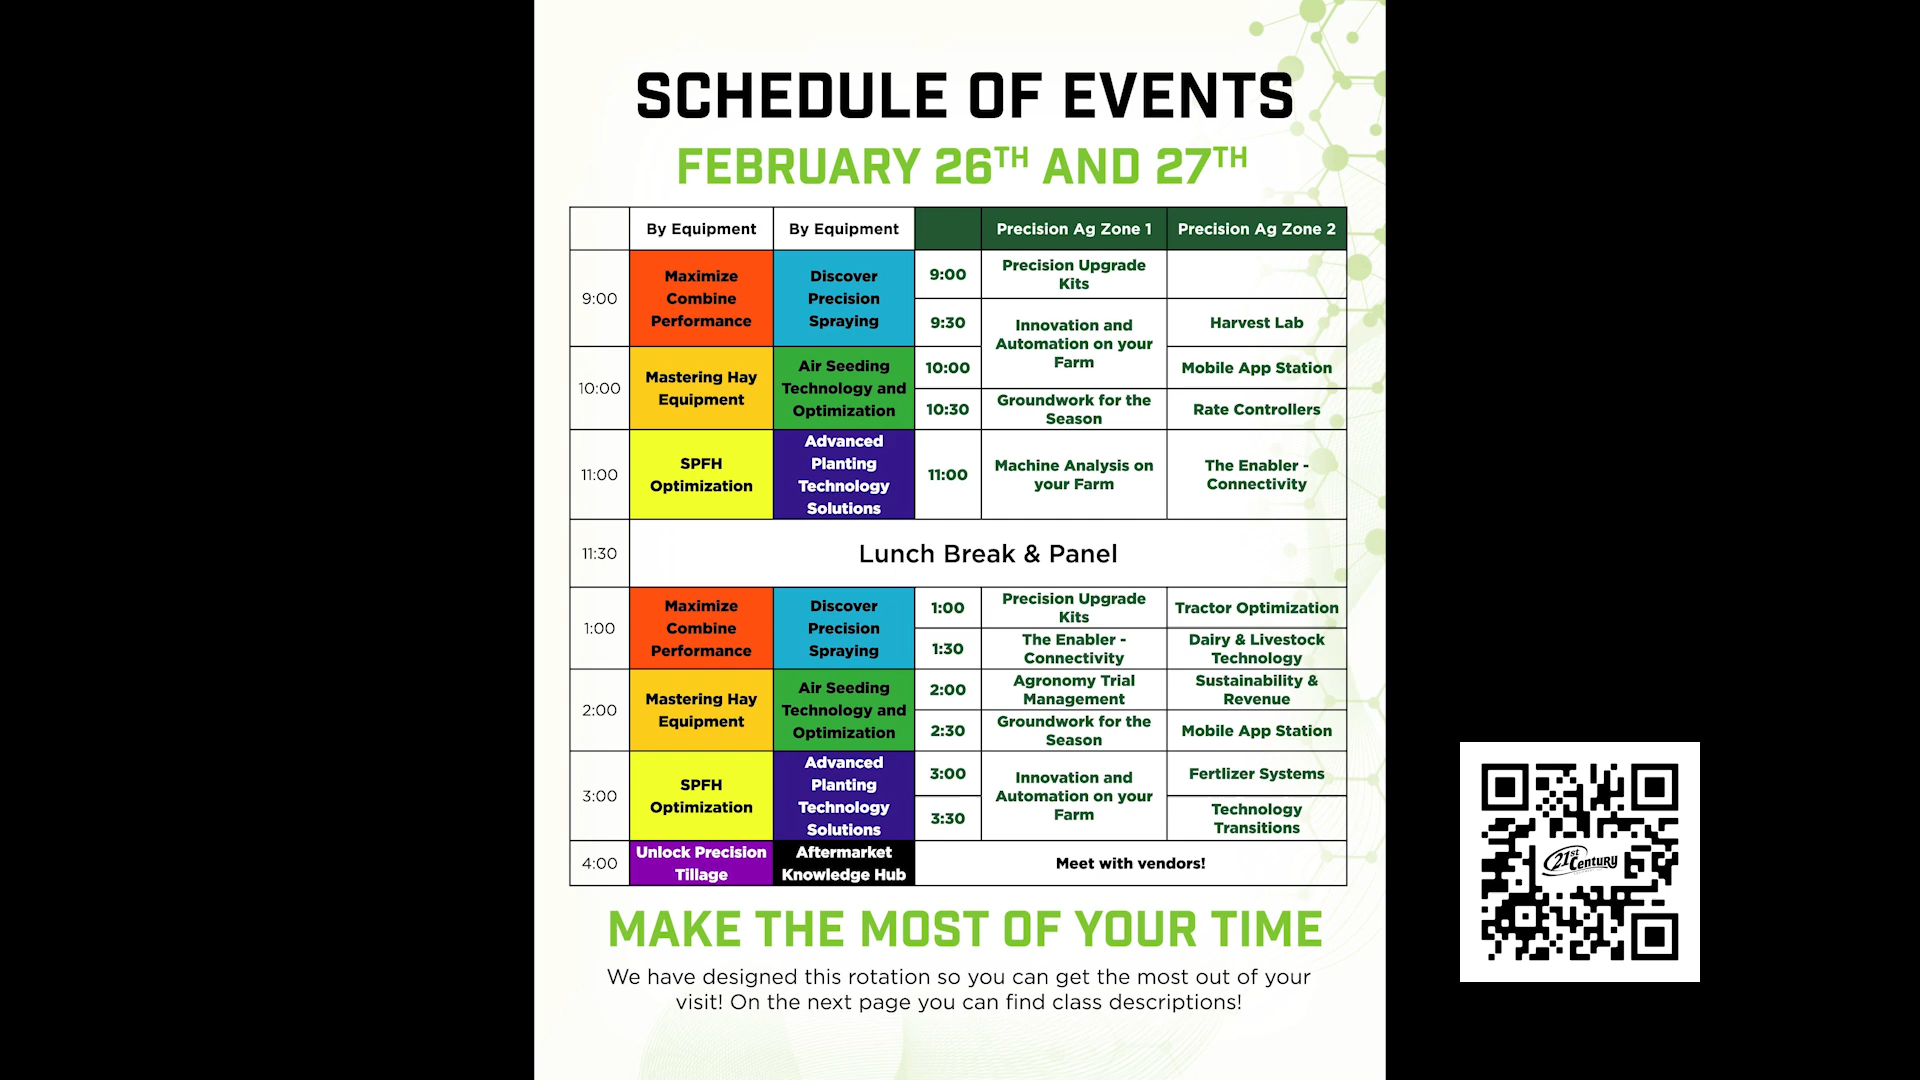 SCHEDULE OF EVENTS
FEBRUARY 26TH AND 27TH
By Equipment
By Equipment
Precision Ag Zone 1
Precision Ag Zone 2
9:00
Maximize
Combine
Performance
Discover
Precision
Spraying
9:00
Precision Upgrade
Kits
9:30
Innovation and
Automation on your
Farm
Harvest Lab
10:00
Mastering Hay
Equipment
Air Seeding
Technology and
Optimization
10:00
Mobile App Station
10:30
Groundwork for the
Season
Rate Controllers
11:00
SPFH
Optimization
Advanced
Planting
Technology
Solutions
11:00
Machine Analysis on
your Farm
The Enabler -
Connectivity
11:30
Lunch Break & Panel
1:00
Maximize
Combine
Performance
Discover
Precision
Spraying
1:00
Precision Upgrade
Kits
Tractor Optimization
1:30
The Enabler -
Connectivity
Dairy & Livestock
Technology
2:00
Mastering Hay
Equipment
Air Seeding
Technology and
Optimization
2:00
Agronomy Trial
Management
Sustainability &
Revenue
2:30
Groundwork for the
Season
Mobile App Station
3:00
SPFH
Optimization
Advanced
Planting
Technology
Solutions
3:00
Innovation and
Automation on your
Farm
Fertlizer Systems
3:30
Technology
Transitions
4:00
Unlock Precision
Tillage
Aftermarket
Knowledge Hub
Meet with vendors!
MAKE THE MOST OF YOUR TIME
We have designed this rotation so you can get the most out of your
visit! On the next page you can find class descriptions!
21st Century